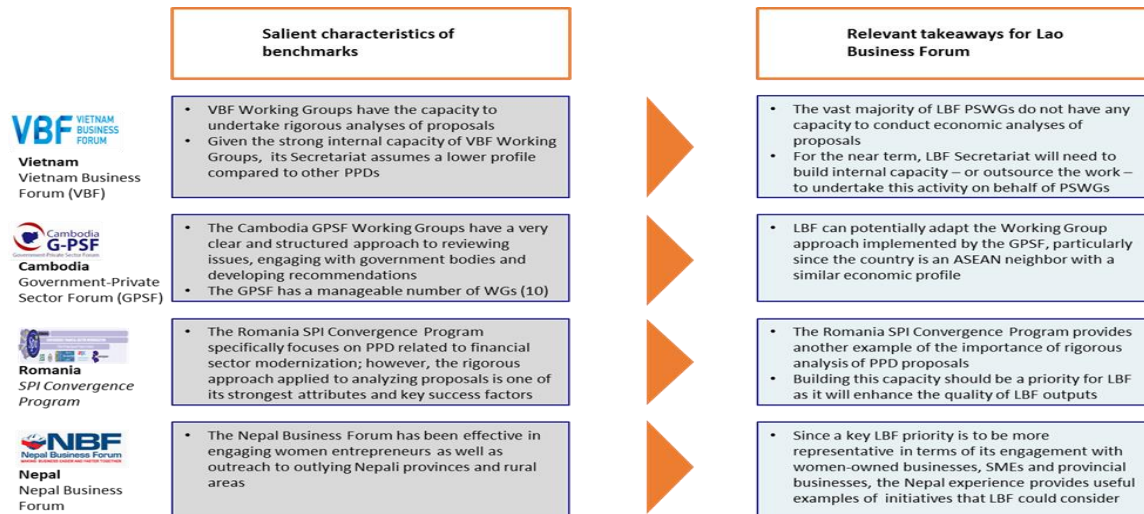 Salient characteristics of
benchmarks
Relevant takeaways for Lao
Business Forum
VBF VIETNAM
BUSINESS
FORUM
Vietnam
Vietnam Business
Forum (VBF)
• VBF Working Groups have the capacity to
undertake rigorous analyses of proposals
• Given the strong internal capacity of VBF Working
Groups, its Secretariat assumes a lower profile
compared to other PPDs
• The vast majority of LBF PSWGs do not have any
capacity to conduct economic analyses of
proposals
• For the near term, LBF Secretariat will need to
build internal capacity – or outsource the work –
to undertake this activity on behalf of PSWGs
Cambodia
G-PSF
Government-Private Sector Forum
Cambodia
Government-Private
Sector Forum (GPSF)
• The Cambodia GPSF Working Groups have a very
clear and structured approach to reviewing
issues, engaging with government bodies and
developing recommendations
• The GPSF has a manageable number of WGs (10)
• LBF can potentially adapt the Working Group
approach implemented by the GPSF, particularly
since the country is an ASEAN neighbor with a
similar economic profile
Romania
SPI Convergence
Program
• The Romania SPI Convergence Program
specifically focuses on PPD related to financial
sector modernization; however, the rigorous
approach applied to analyzing proposals is one of
its strongest attributes and key success factors
• The Romania SPI Convergence Program provides
another example of the importance of rigorous
analysis of PPD proposals
• Building this capacity should be a priority for LBF
as it will enhance the quality of LBF outputs
NBF
Nepal Business Forum
Nepal
Nepal Business
Forum
• The Nepal Business Forum has been effective in
engaging women entrepreneurs as well as
outreach to outlying Nepali provinces and rural
areas
• Since a key LBF priority is to be more
representative in terms of its engagement with
women-owned businesses, SMEs and provincial
businesses, the Nepal experience provides useful
examples of initiatives that LBF could consider